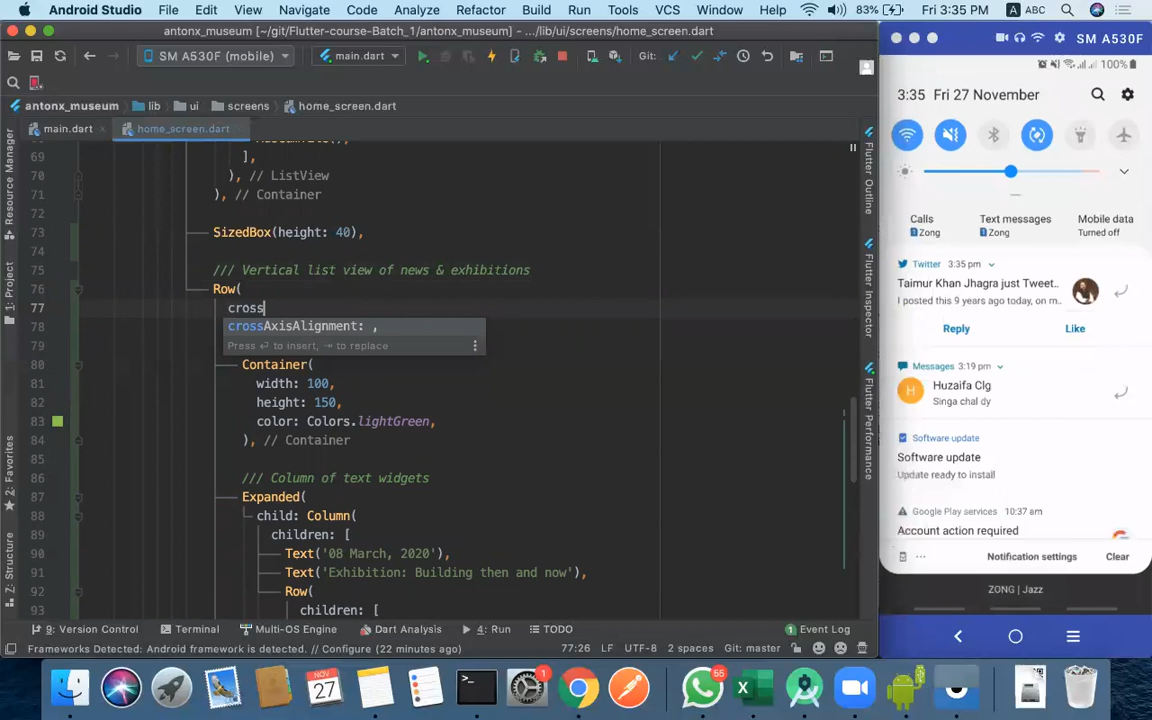 Android Studio File Edit View Navigate Code Analyze Refactor Build Run Tools VCS Window Help 83% Fri 3:35 PM A ABC
antonx_museum [~/git/Flutter-course-Batch_1/antonx_museum] - .../lib/ui/screens/home_screen.dart
SM A530F (mobile) main.dart Git:
antonx_museum lib ui screens home_screen.dart
main.dart home_screen.dart
69 ],
70 ), // ListView
71 ), // Container
72
73 SizedBox(height: 40),
74
75 /// Vertical list view of news & exhibitions
76 Row(
77 cross
78 crossAxisAlignment: ,
79 Press ⏎ to insert, ⇥ to replace
80 Container(
81 width: 100,
82 height: 150,
83 color: Colors.lightGreen,
84 ), // Container
85
86 /// Column of text widgets
87 Expanded(
88 child: Column(
89 children: [
90 Text('08 March, 2020'),
91 Text('Exhibition: Building then and now'),
92 Row(
93 children: [
Resource Manager
1: Project
2: Favorites
Z: Structure
Flutter Outline
Flutter Inspector
Flutter Performance
9: Version Control Terminal Multi-OS Engine Dart Analysis 4: Run TODO 1 Event Log
Frameworks Detected: Android framework is detected. // Configure (22 minutes ago) 77:26 LF UTF-8 2 spaces Git: master
SM A530F
100%
3:35 Fri 27 November
Calls Text messages Mobile data
1 Zong 1 Zong Turned off
Twitter 3:35 pm
Taimur Khan Jhagra just Tweet..
I posted this 9 years ago today, on m..
Reply Like
Messages 3:19 pm
H Huzaifa Clg
Singa chal dy
Software update
Software update
Update ready to install
Google Play services 10:37 am
Account action required
Notification settings Clear
ZONG | Jazz
NOV
27
1
55